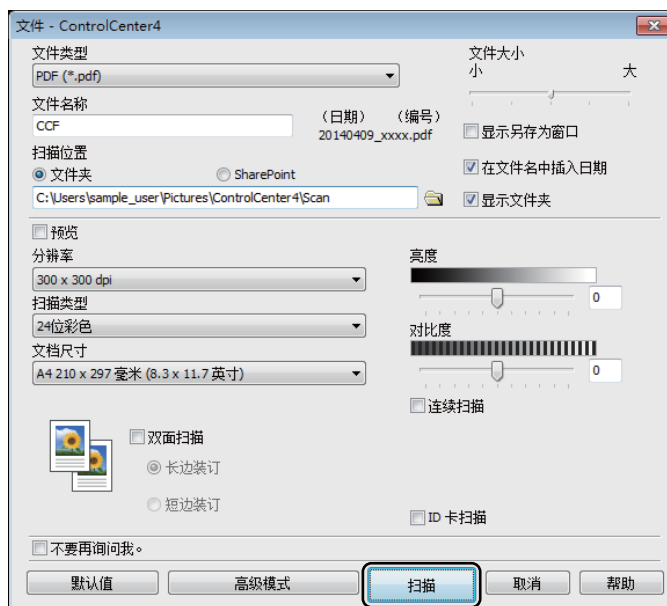 文件 - ControlCenter4
文件类型
PDF (*.pdf)
文件大小
小 大
文件名称
CCF
（日期） （编号）
20140409_xxxx.pdf
显示另存为窗口
扫描位置
文件夹 SharePoint
在文件名中插入日期
C:\Users\sample_user\Pictures\ControlCenter4\Scan
显示文件夹
预览
分辨率
300 x 300 dpi
扫描类型
24位彩色
文档尺寸
A4 210 x 297 毫米 (8.3 x 11.7 英寸)
亮度
0
对比度
0
连续扫描
双面扫描
长边装订
短边装订
ID 卡扫描
不要再询问我。
默认值 高级模式 扫描 取消 帮助